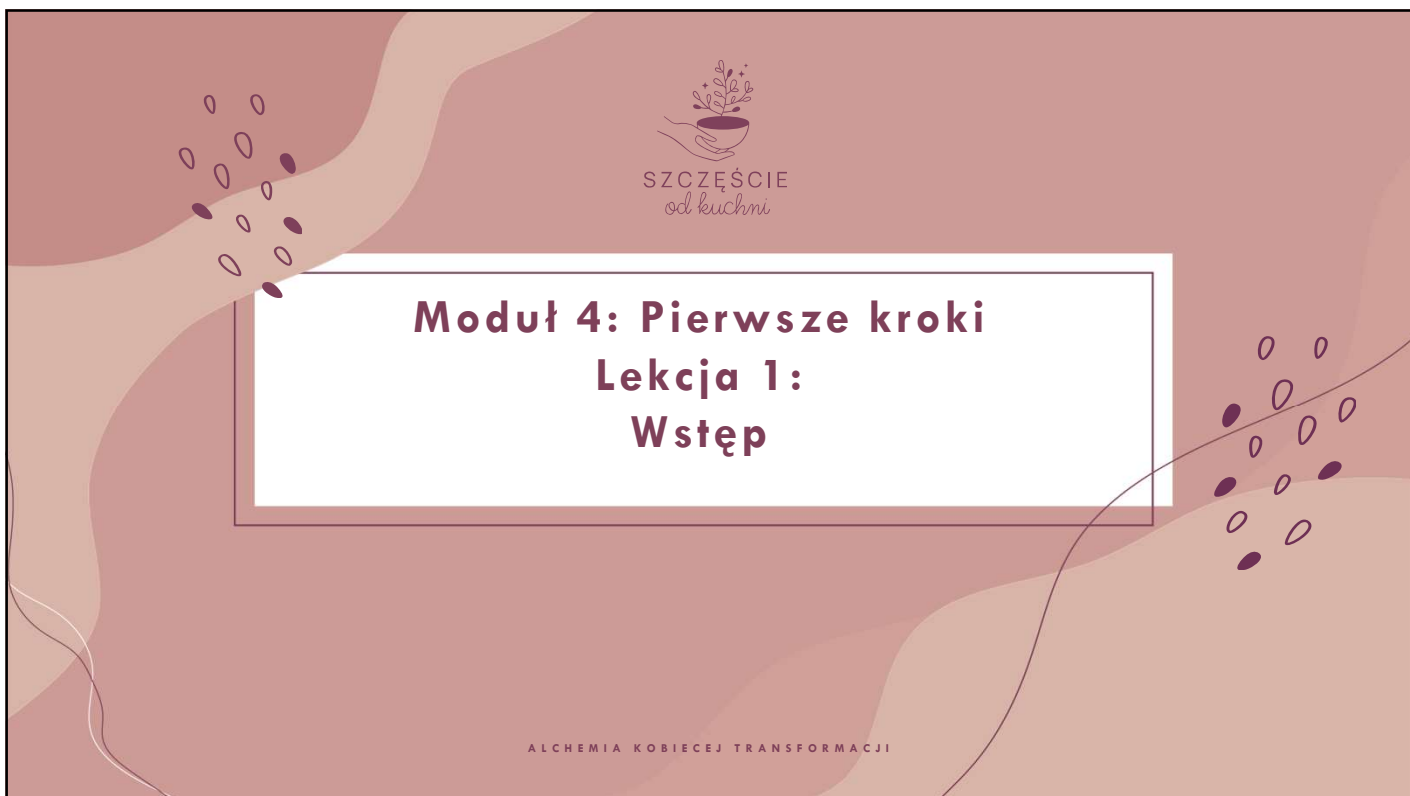 SZCZĘŚCIE
od kuchni
Moduł 4: Pierwsze kroki
Lekcja 1:
Wstęp
ALCHEMIA KOBIECEJ TRANSFORMACJI